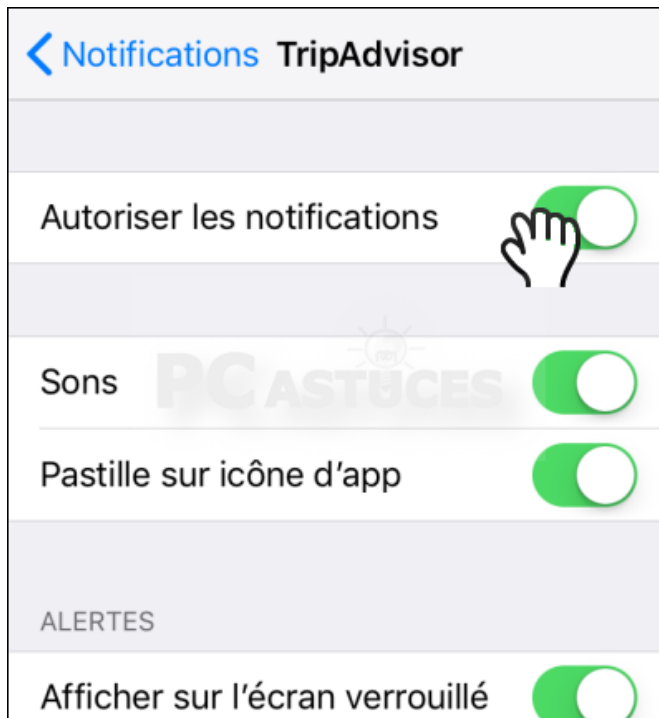 Notifications TripAdvisor
Autoriser les notifications
PC ASTUCES
Sons
Pastille sur icône d’app
ALERTES
Afficher sur l’écran verrouillé